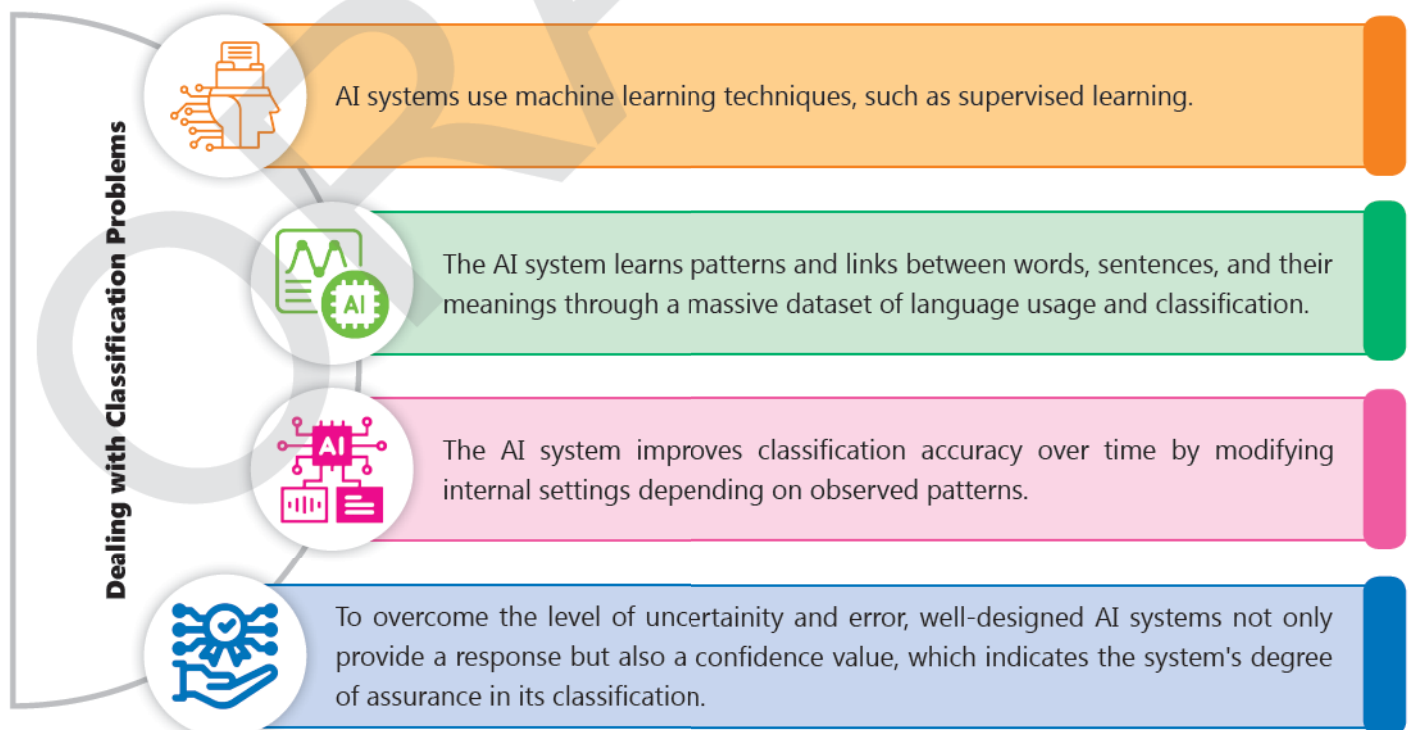 Dealing with Classification Problems
AI systems use machine learning techniques, such as supervised learning.
The AI system learns patterns and links between words, sentences, and their
meanings through a massive dataset of language usage and classification.
AI
The AI system improves classification accuracy over time by modifying
internal settings depending on observed patterns.
AI
To overcome the level of uncertainity and error, well-designed AI systems not only
provide a response but also a confidence value, which indicates the system's degree
of assurance in its classification.